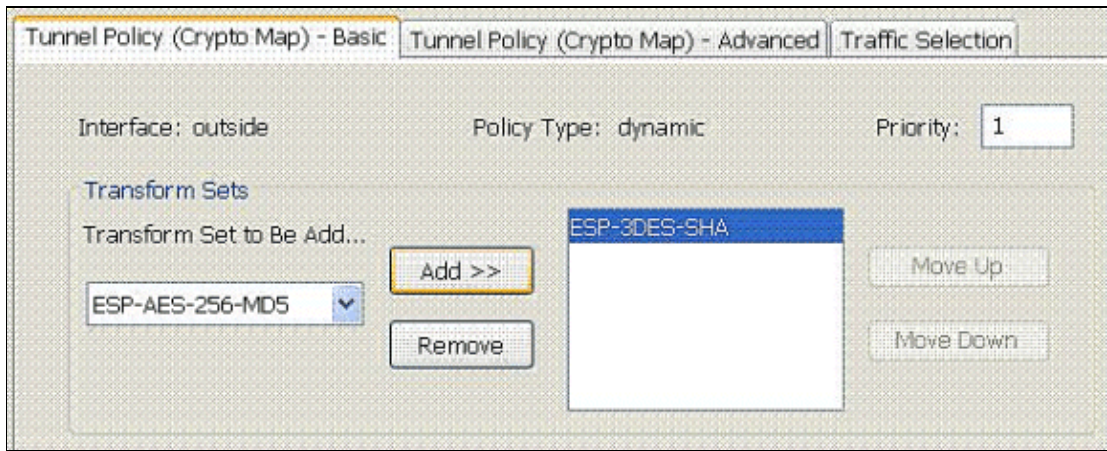 Tunnel Policy (Crypto Map) - Basic
Tunnel Policy (Crypto Map) - Advanced
Traffic Selection
Interface: outside
Policy Type: dynamic
Priority: 1
Transform Sets
Transform Set to Be Add...
ESP-AES-256-MD5
Add >>
Remove
ESP-3DES-SHA
Move Up
Move Down